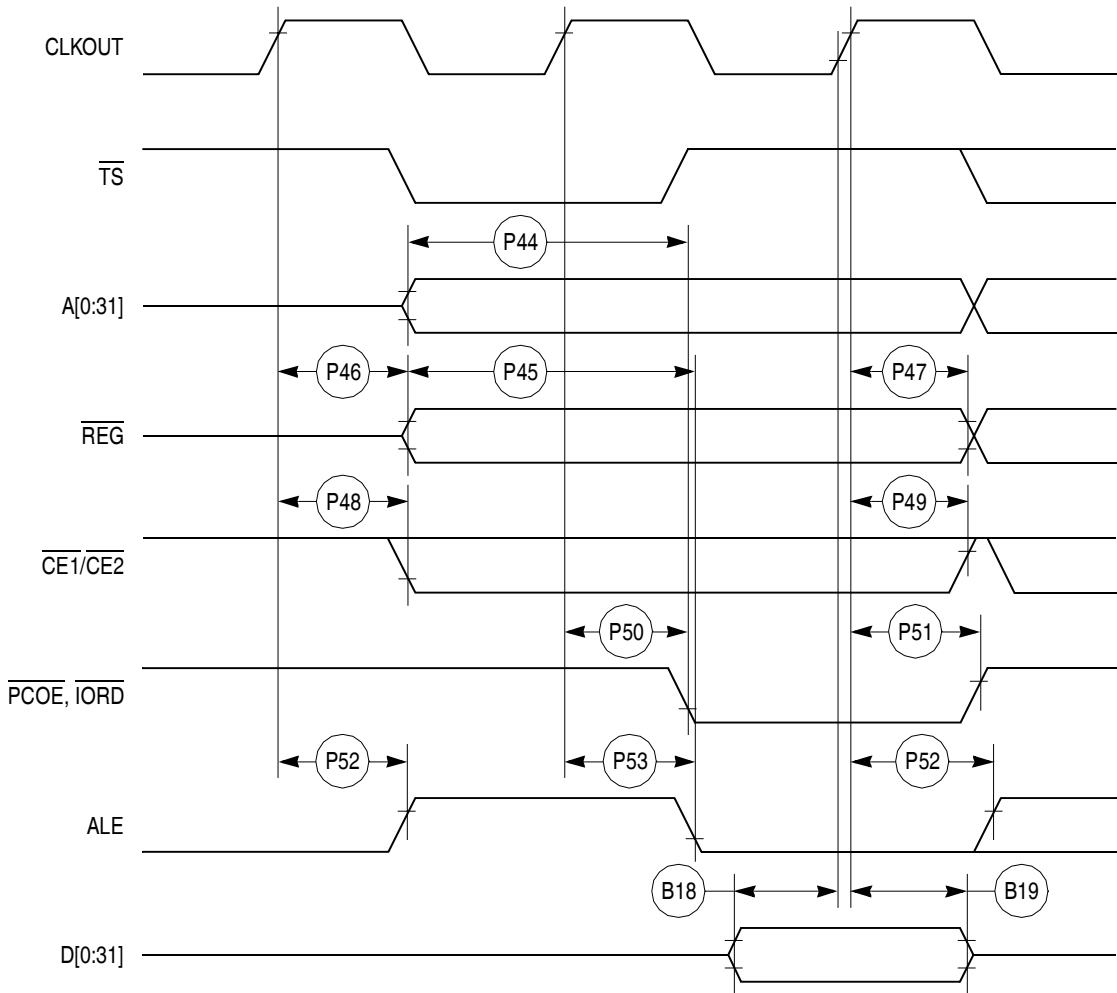 CLKOUT
TS
P44
A[0:31]
P46 P45 P47
REG
P48 P49
CE1/CE2
P50 P51
PCOE, IORD
P52 P53 P52
ALE
B18 B19
D[0:31]